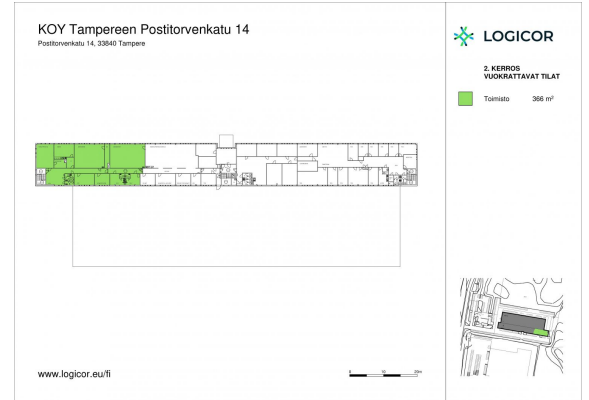 KOY Tampereen Postitorvenkatu 14
Postitorvenkatu 14, 33840 Tampere
LOGICOR
2. KERROS
VUOKRATTAVAT TILAT
Toimisto 366 m²
www.logicor.eu/fi
0 10 20m